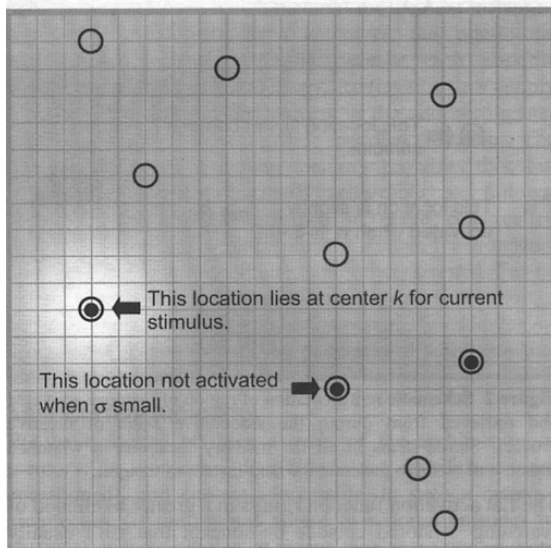 This location lies at center k for current
stimulus.
This location not activated
when σ small.